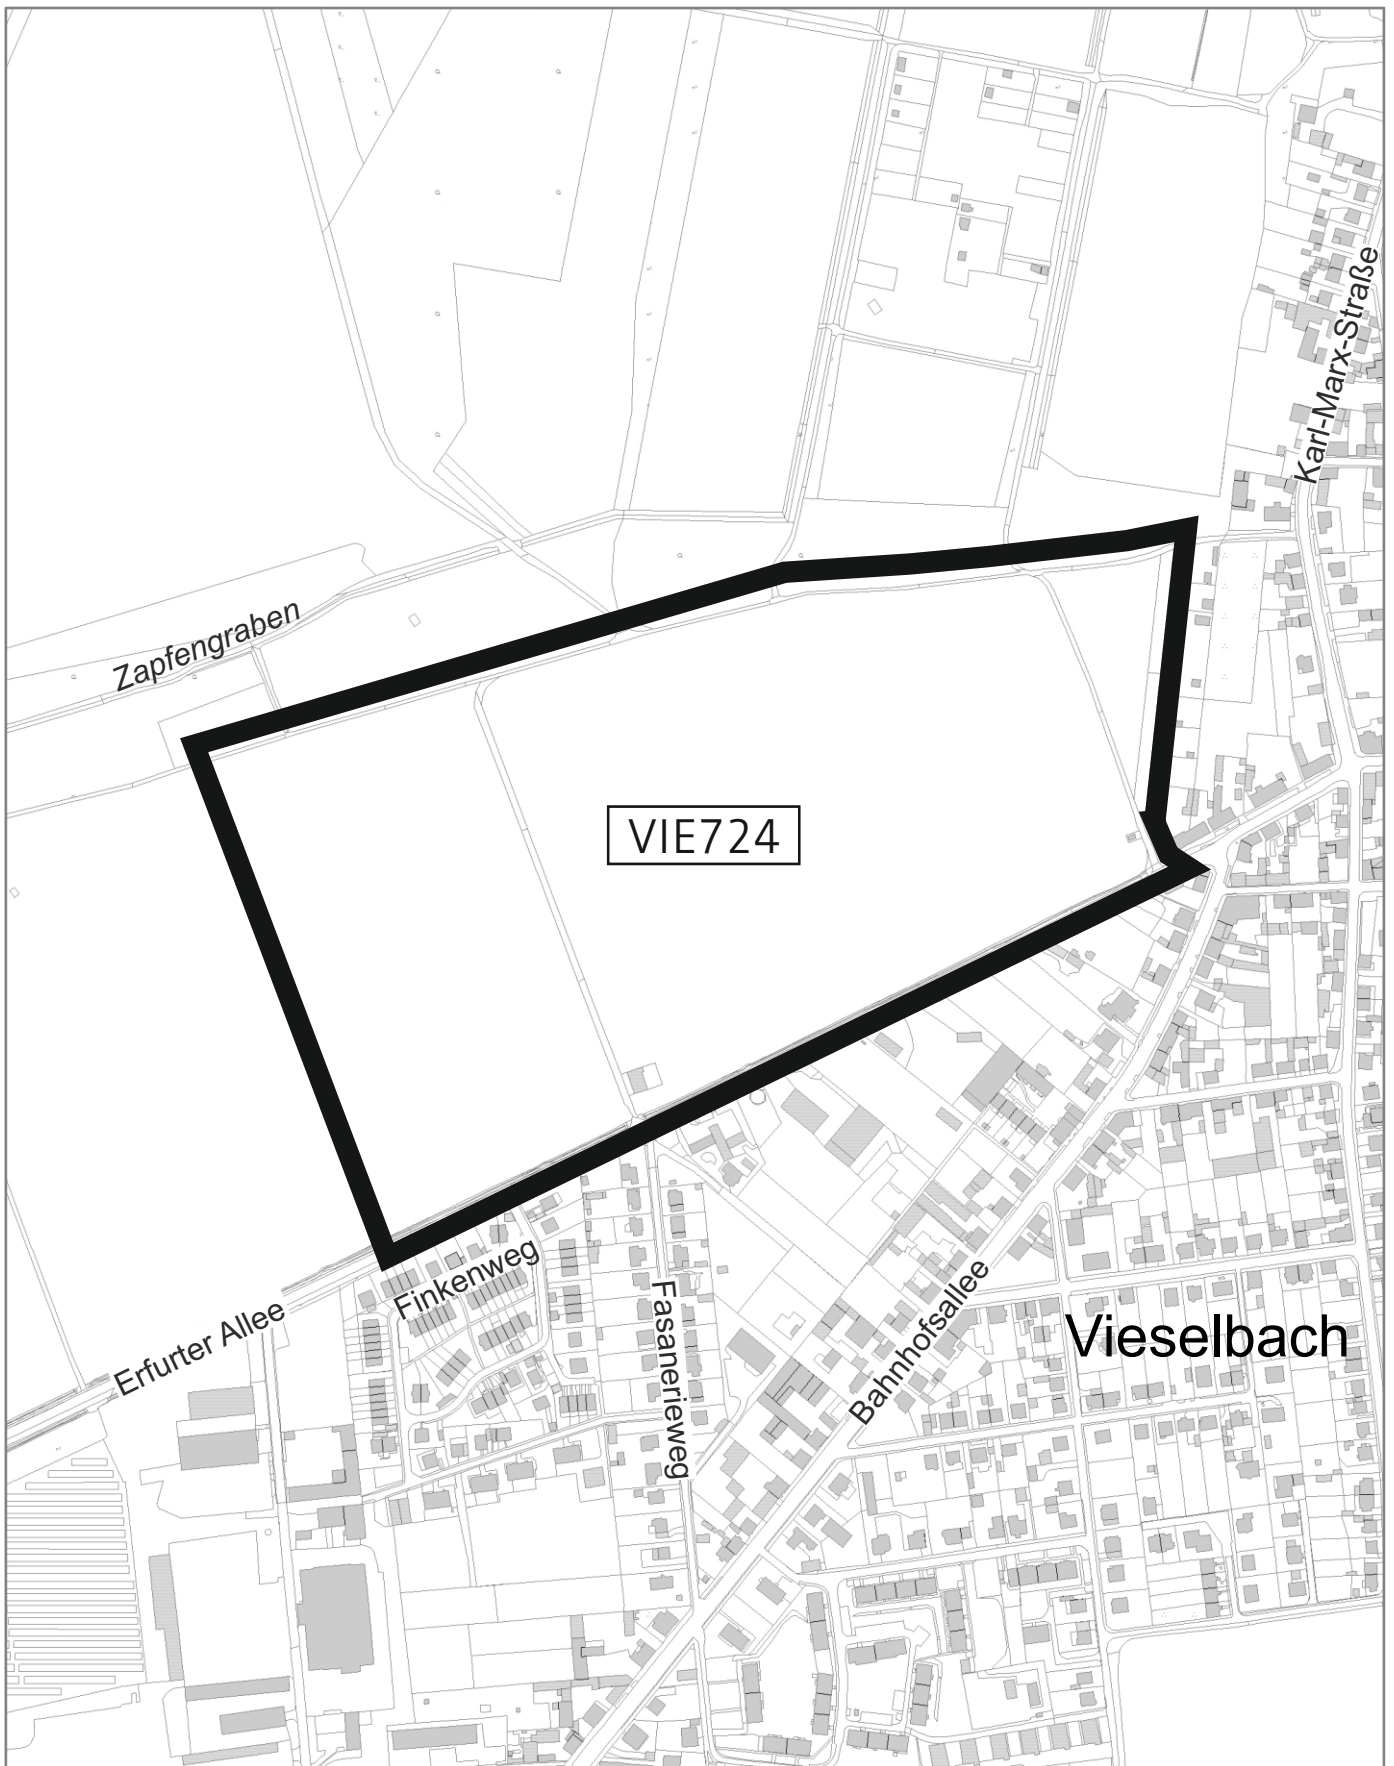 Karl-Marx-Straße
Zapfengraben
VIE724
Finkenweg
Erfurter Allee
Fasanerieweg
Bahnhofsallee
Vieselbach